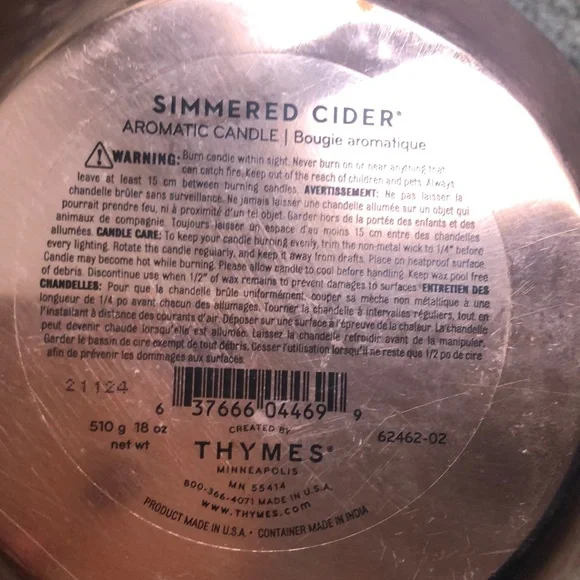 SIMMERED CIDER®
AROMATIC CANDLE | Bougie aromatique
WARNING: Burn candle within sight. Never burn on or near anything that
can catch fire. Keep out of the reach of children and pets. Always
leave at least 15 cm between burning candles. AVERTISSEMENT: Ne pas laisser la
chandelle brûler sans surveillance. Ne jamais laisser une chandelle allumée sur un objet qui
pourrait prendre feu, ni à proximité d'un tel objet. Garder hors de la portée des enfants et des
animaux de compagnie. Toujours laisser un espace d'au moins 15 cm entre des chandelles
allumées. CANDLE CARE: To keep your candle burning evenly, trim the non-metal wick to 1/4" before
every lighting. Rotate the candle regularly, and keep it away from drafts. Place on heatproof surface.
Candle may become hot while burning. Please allow candle to cool before handling. Keep wax pool free
of debris. Discontinue use when 1/2" of wax remains to prevent damages to surfaces. ENTRETIEN DES
CHANDELLES: Pour que la chandelle brûle uniformément, couper sa mèche non métallique à une
longueur de 1/4 po avant chacun des allumages. Tourner la chandelle à intervalles réguliers, tout en
l'installant à distance des courants d'air. Déposer sur une surface à l'épreuve de la chaleur. La chandelle
peut devenir chaude lorsqu'elle est allumée. Laissez la chandelle refroidir avant de la manipuler.
Garder le bassin de cire exempt de tout débris. Cesser l'utilisation lorsqu'il ne reste que 1/2 po de cire
afin de prévenir les dommages aux surfaces.
21124
6 37666 04469 9
510 g 18 oz
net wt
CREATED BY
62462-02
THYMES®
MINNEAPOLIS
MN 55414
800-366-4071 MADE IN U.S.A.
www.THYMES.com
PRODUCT MADE IN U.S.A. • CONTAINER MADE IN INDIA